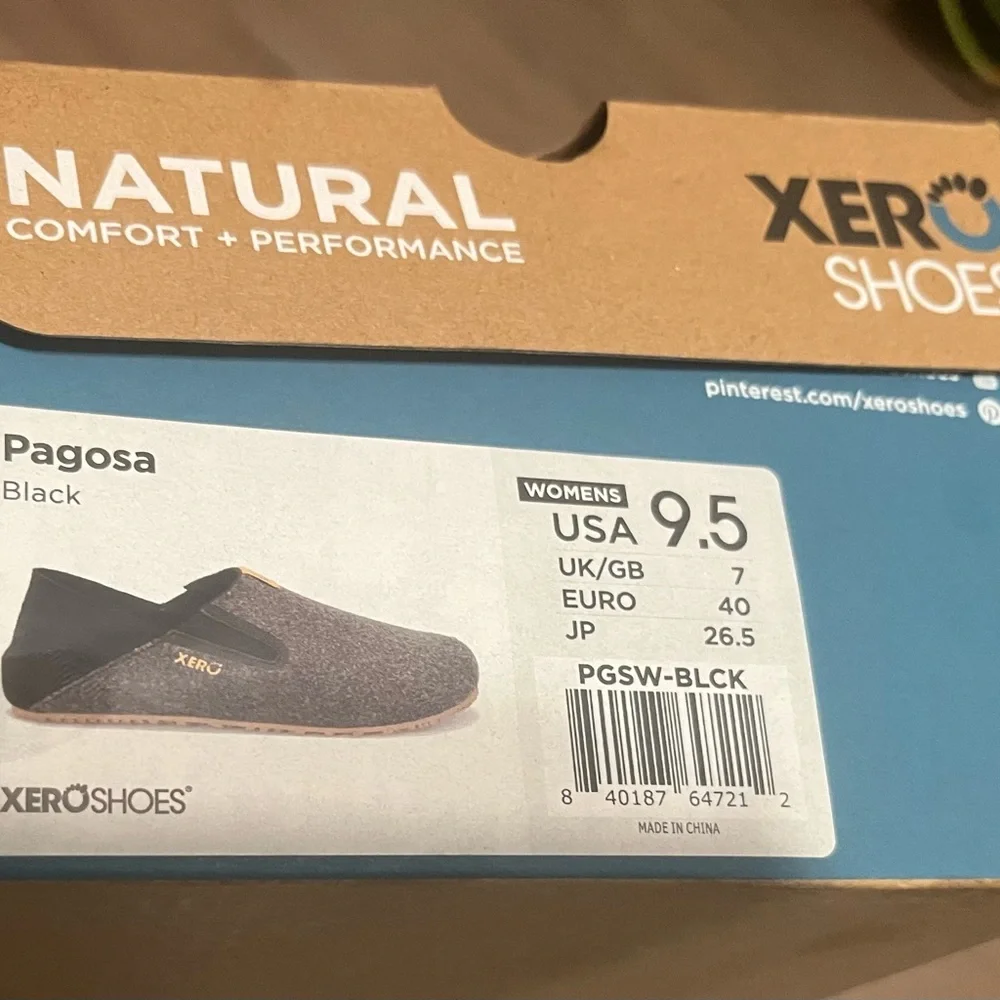 NATURAL
COMFORT + PERFORMANCE
XERO
SHOES
pinterest.com/xeroshoes
Pagosa
Black
XERO
XEROSHOES®
WOMENS
USA 9.5
UK/GB 7
EURO 40
JP 26.5
PGSW-BLCK
8 40187 64721 2
MADE IN CHINA